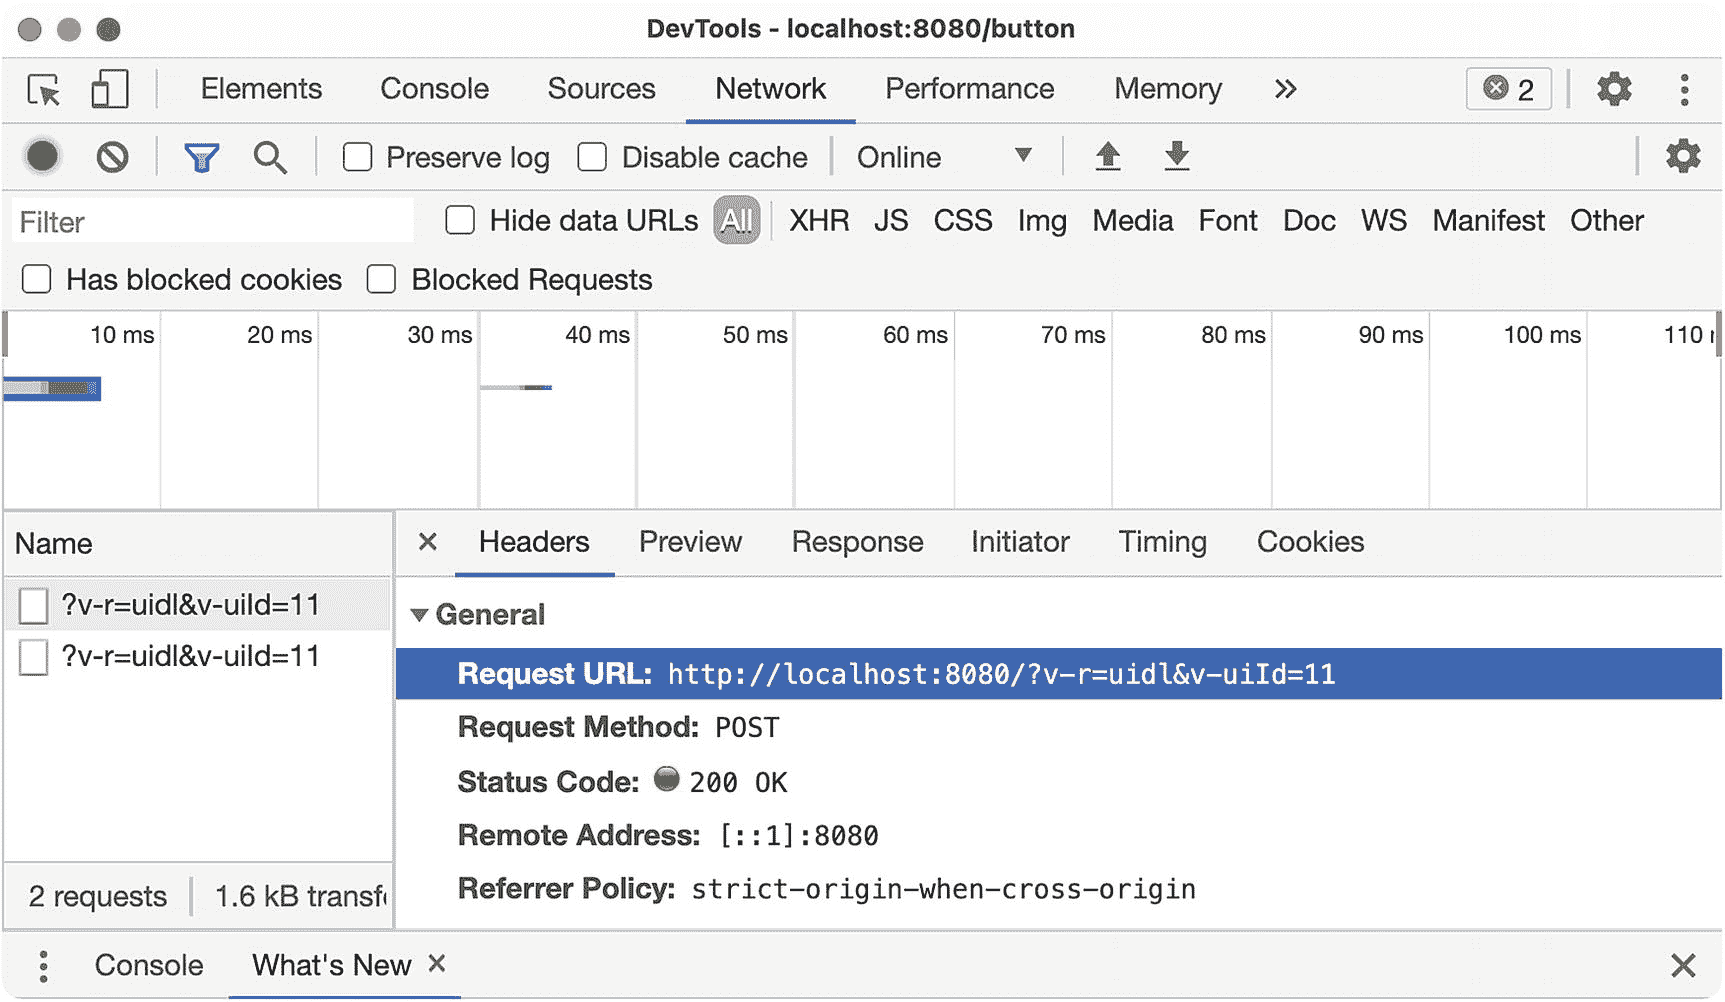 DevTools - localhost:8080/button
Elements Console Sources Network Performance Memory » 2
Preserve log Disable cache Online
Filter Hide data URLs All XHR JS CSS Img Media Font Doc WS Manifest Other
Has blocked cookies Blocked Requests
10 ms 20 ms 30 ms 40 ms 50 ms 60 ms 70 ms 80 ms 90 ms 100 ms 110
Name
Headers Preview Response Initiator Timing Cookies
?v-r=uidl&v-uiId=11
?v-r=uidl&v-uiId=11
General
Request URL: http://localhost:8080/?v-r=uidl&v-uiId=11
Request Method: POST
Status Code: 200 OK
Remote Address: [::1]:8080
Referrer Policy: strict-origin-when-cross-origin
2 requests 1.6 kB transfe
Console What's New